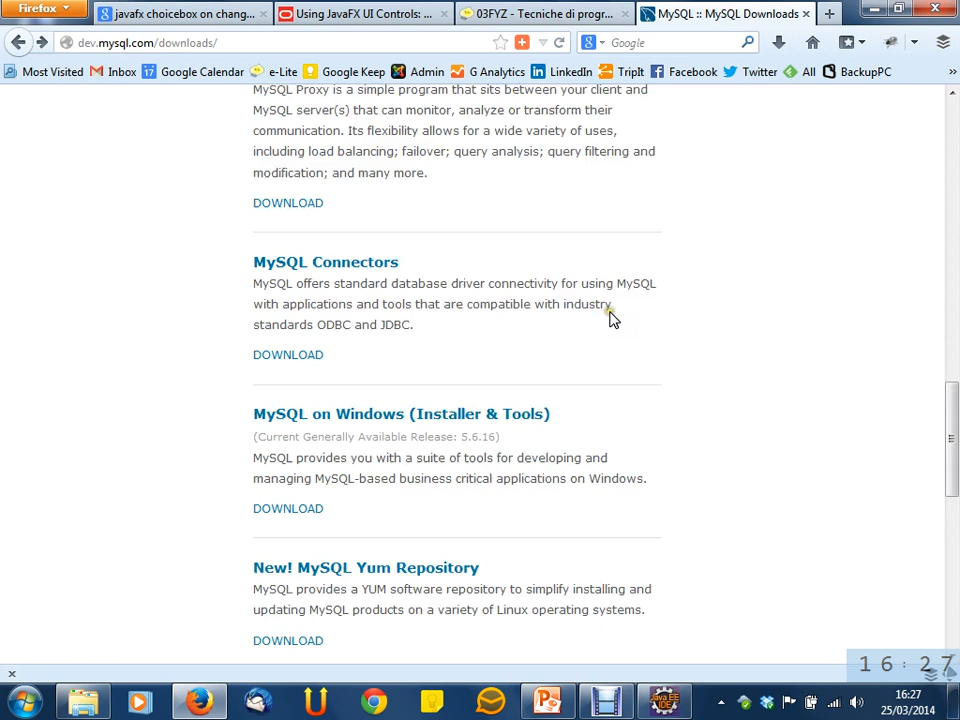 Firefox
javafx choicebox on chang...
Using JavaFX UI Controls: ...
03FYZ - Tecniche di progr...
MySQL :: MySQL Downloads
dev.mysql.com/downloads/
Google
Most Visited
Inbox
Google Calendar
e-Lite
Google Keep
Admin
G Analytics
LinkedIn
TripIt
Facebook
Twitter
All
BackupPC
MySQL Proxy is a simple program that sits between your client and
MySQL server(s) that can monitor, analyze or transform their
communication. Its flexibility allows for a wide variety of uses,
including load balancing; failover; query analysis; query filtering and
modification; and many more.
DOWNLOAD
MySQL Connectors
MySQL offers standard database driver connectivity for using MySQL
with applications and tools that are compatible with industry
standards ODBC and JDBC.
DOWNLOAD
MySQL on Windows (Installer & Tools)
(Current Generally Available Release: 5.6.16)
MySQL provides you with a suite of tools for developing and
managing MySQL-based business critical applications on Windows.
DOWNLOAD
New! MySQL Yum Repository
MySQL provides a YUM software repository to simplify installing and
updating MySQL products on a variety of Linux operating systems.
DOWNLOAD
16:27
Java EE
IDE
16:27
25/03/2014